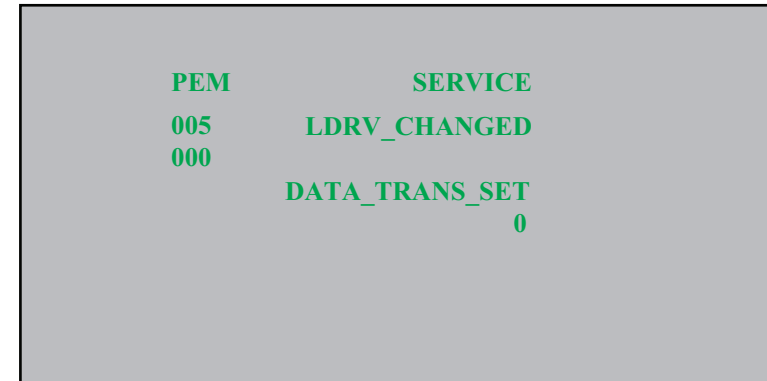 PEM SERVICE
005 LDRV_CHANGED
000
DATA_TRANS_SET
0